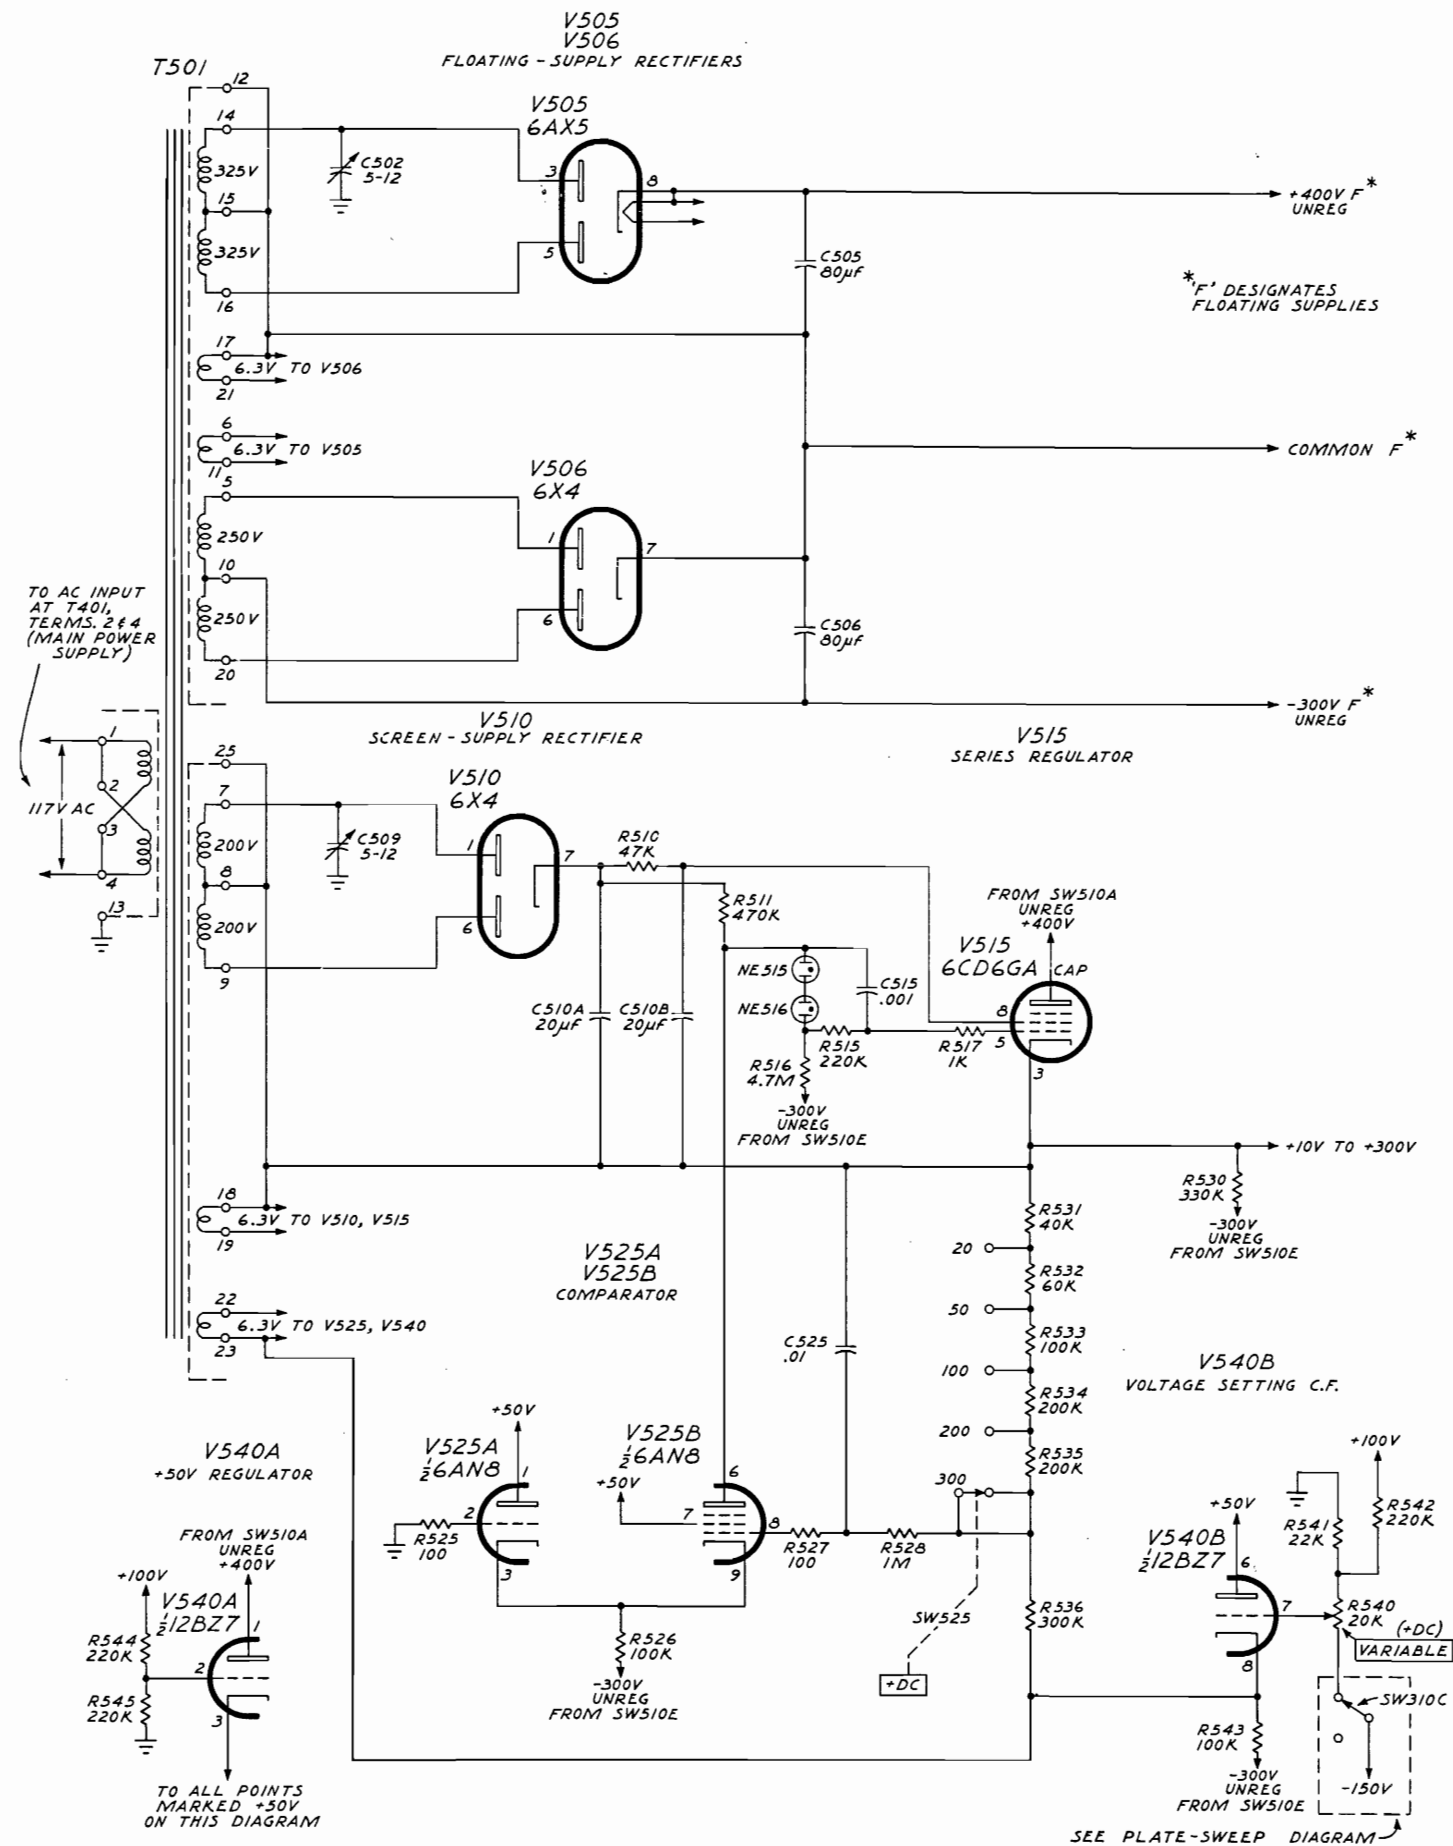 V505
V506
FLOATING - SUPPLY RECTIFIERS
T501
12
14
325V
15
325V
16
C502
5-12
V505
6AX5
3
5
8
+400V F*
UNREG
C505
80µF
*'F' DESIGNATES
FLOATING SUPPLIES
17
6.3V TO V506
21
6
6.3V TO V505
11
COMMON F*
5
250V
10
250V
20
V506
6X4
1
6
7
C506
80µF
-300V F*
UNREG
TO AC INPUT
AT T401,
TERMS. 2 & 4
(MAIN POWER
SUPPLY)
1
2
3
4
13
117V AC
V510
SCREEN - SUPPLY RECTIFIER
V515
SERIES REGULATOR
25
7
200V
8
200V
9
C509
5-12
V510
6X4
1
6
7
R510
47K
R511
470K
C510A
20µF
C510B
20µF
NE515
NE516
C515
.001
R515
220K
R516
4.7M
-300V
UNREG
FROM SW510E
R517
1K
FROM SW510A
UNREG
+400V
V515
6CD6GA
CAP
8
5
3
+10V TO +300V
R530
330K
-300V
UNREG
FROM SW510E
18
6.3V TO V510, V515
19
22
6.3V TO V525, V540
23
V525A
V525B
COMPARATOR
C525
.01
R531
40K
20
R532
60K
50
R533
100K
100
R534
200K
200
R535
200K
300
V540B
VOLTAGE SETTING C.F.
V540A
+50V REGULATOR
FROM SW510A
UNREG
+400V
+100V
V540A
½12BZ7
1
2
3
R544
220K
R545
220K
TO ALL POINTS
MARKED +50V
ON THIS DIAGRAM
+50V
V525A
½6AN8
1
2
3
R525
100
V525B
½6AN8
+50V
6
7
8
9
R527
100
R528
1M
R526
100K
-300V
UNREG
FROM SW510E
SW525
+DC
R536
300K
+50V
V540B
½12BZ7
6
7
8
+100V
R541
22K
R542
220K
R540
20K
(+DC)
VARIABLE
SW310C
-150V
R543
100K
-300V
UNREG
FROM SW510E
SEE PLATE-SWEEP DIAGRAM